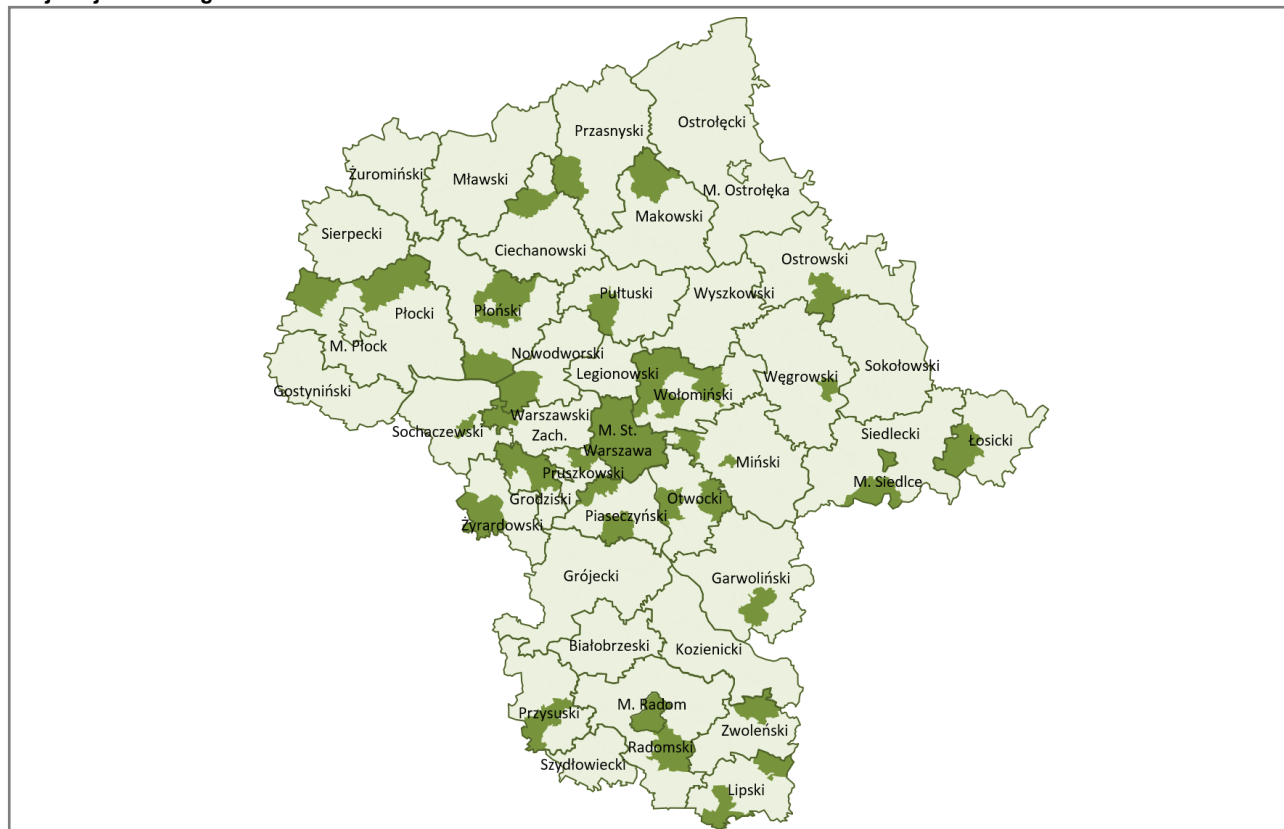 Ostrołęcki
Przasnyski
Żuromiński
Mławski
M. Ostrołęka
Makowski
Sierpecki
Ciechanowski
Ostrowski
Pułtuski
Wyszkowski
Płocki
Płoński
M. Płock
Nowodworski
Legionowski
Węgrowski
Sokołowski
Gostyniński
Wołomiński
Sochaczewski
Warszawski
Zach.
M. St.
Warszawa
Siedlecki
Łosicki
Miński
Pruszkowski
M. Siedlce
Grodziski
Otwocki
Żyrardowski
Piaseczyński
Grójecki
Garwoliński
Białobrzeski
Kozienicki
M. Radom
Przysuski
Zwoleński
Radomski
Szydłowiecki
Lipski